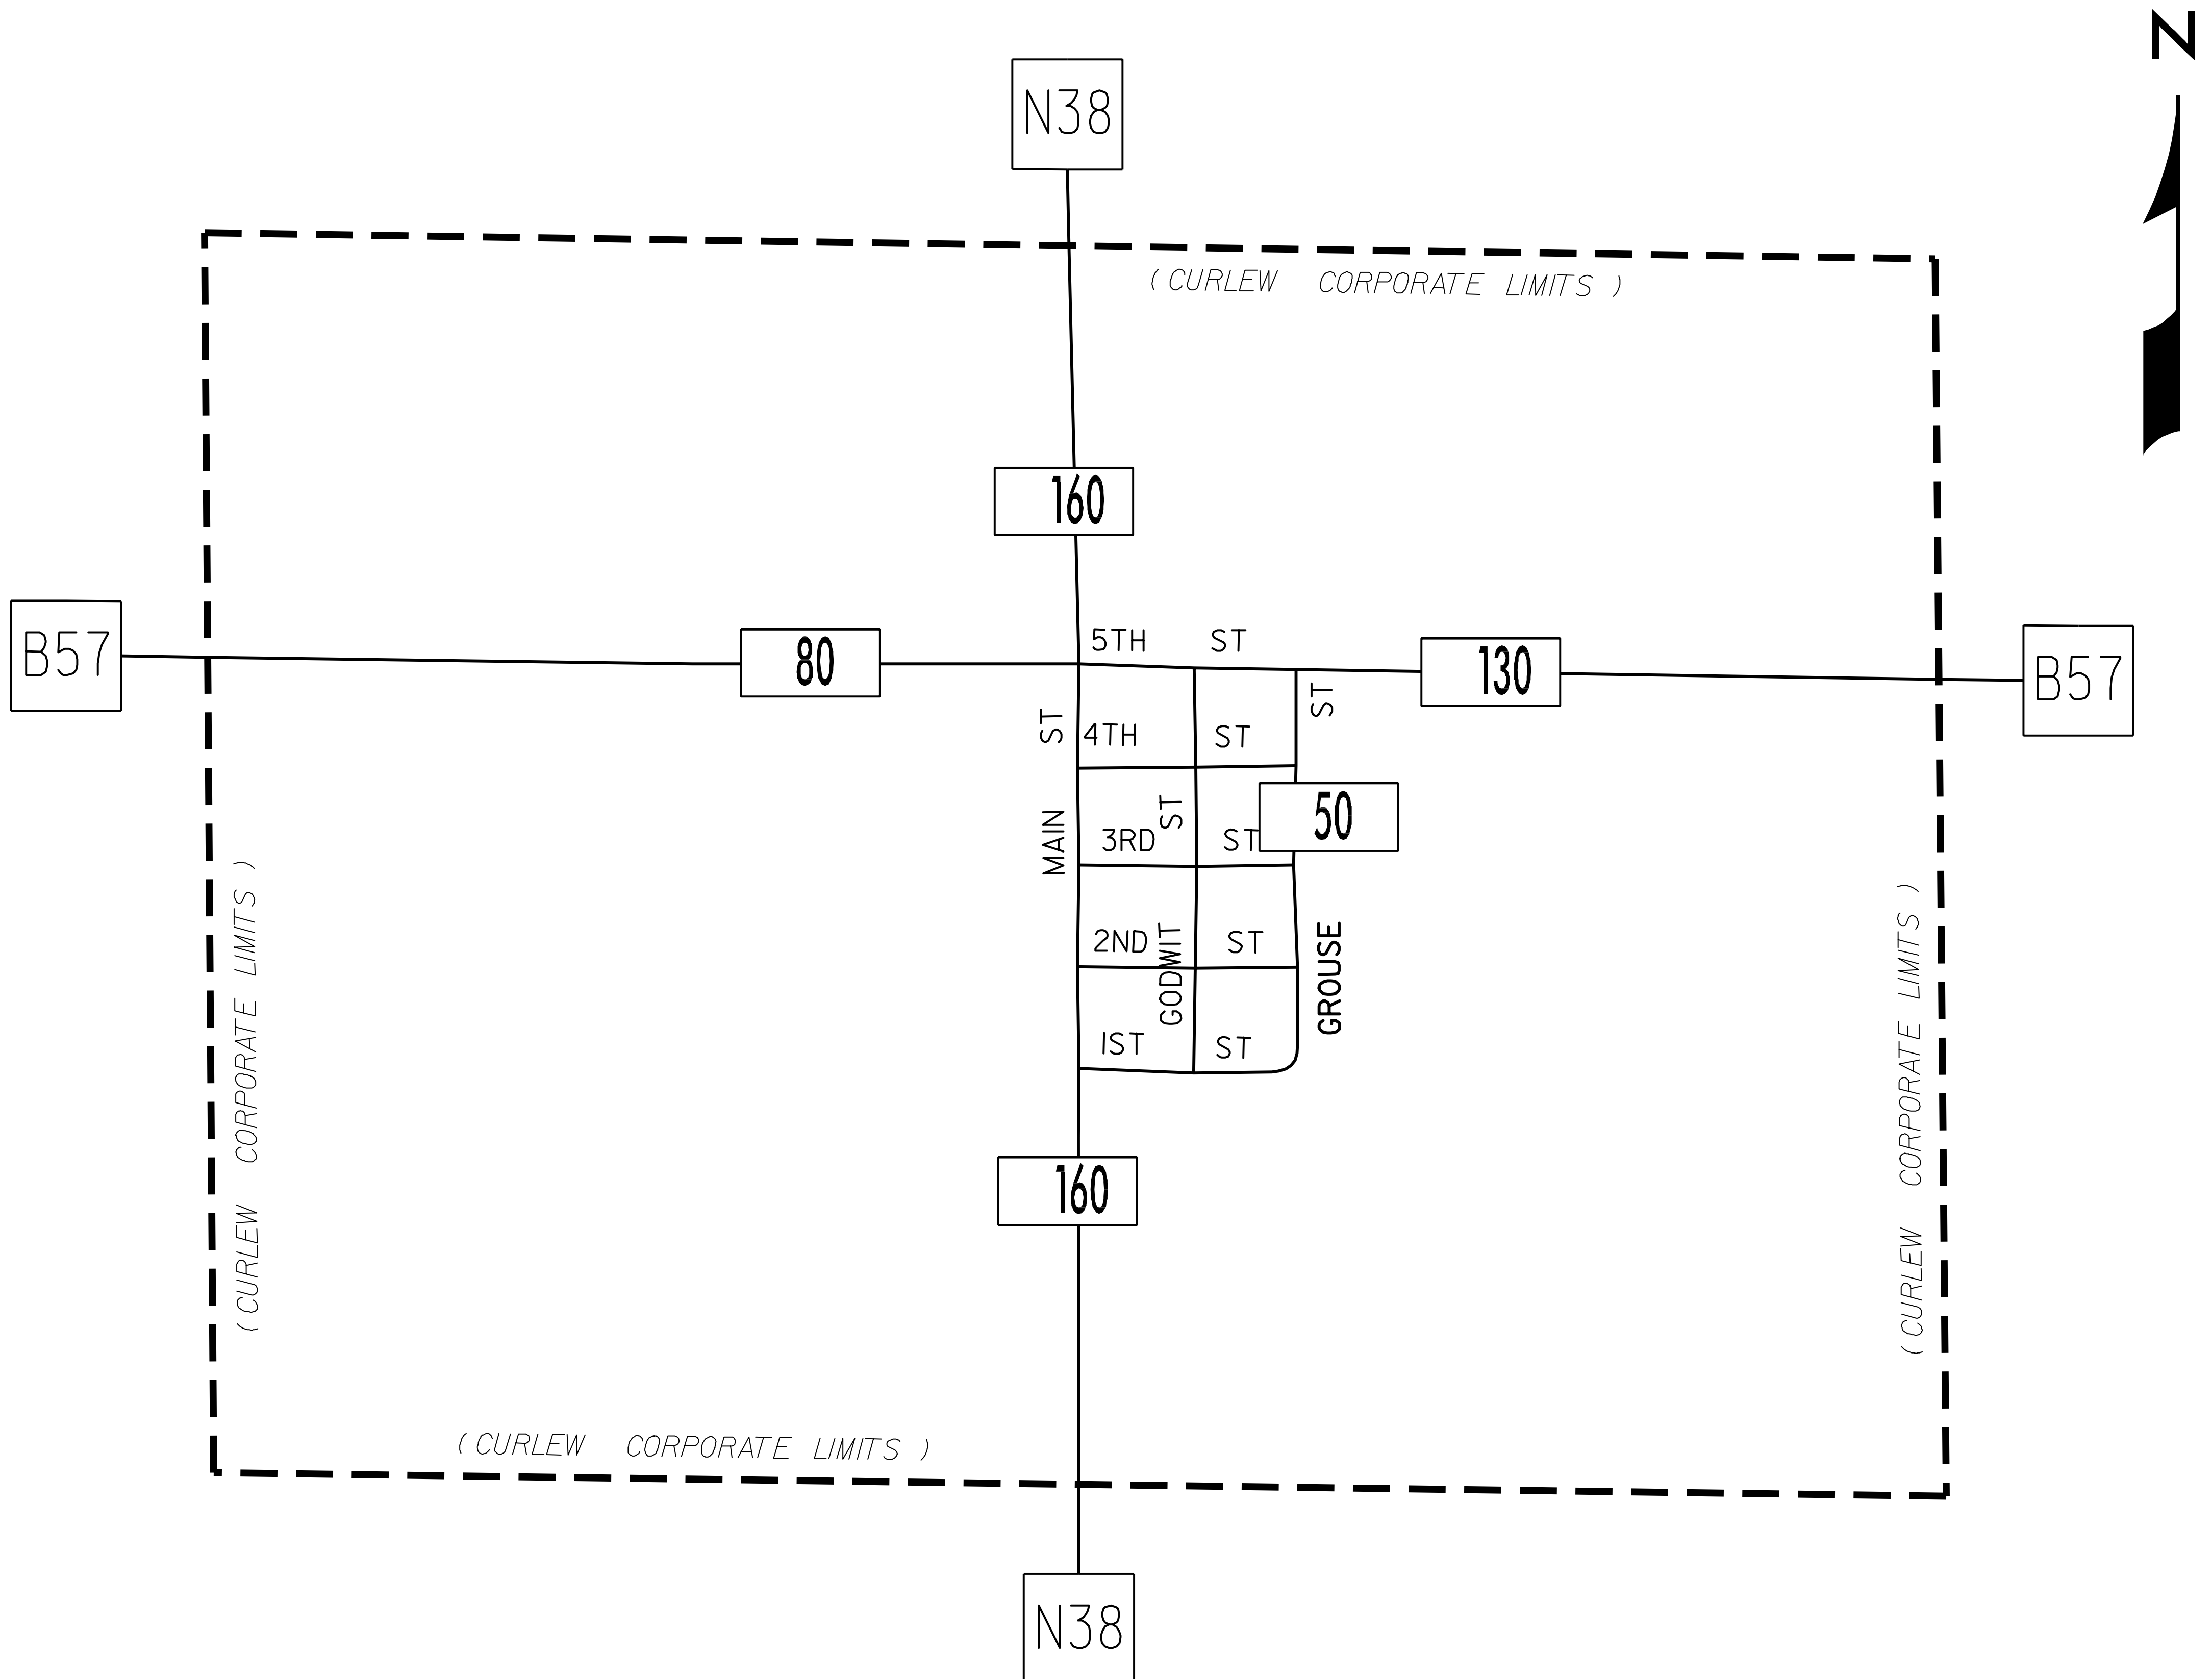 N
N38
( CURLEW CORPORATE LIMITS )
160
B57
80
5TH ST
130
B57
ST
ST
4TH ST
MAIN
ST
50
3RD ST
GODWIT
GROUSE
2ND ST
1ST ST
( CURLEW CORPORATE LIMITS )
( CURLEW CORPORATE LIMITS )
160
( CURLEW CORPORATE LIMITS )
N38